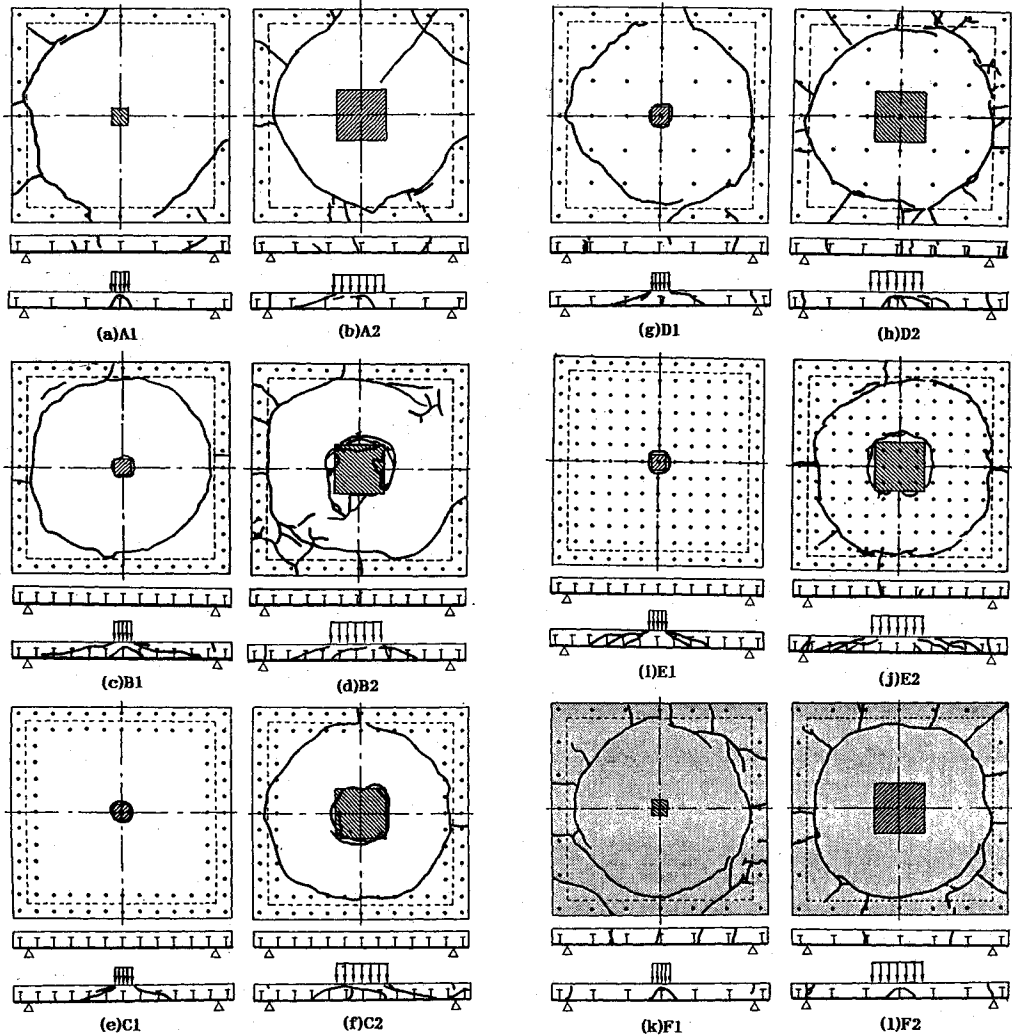 (a)A1
(b)A2
(g)D1
(h)D2
(c)B1
(d)B2
(i)E1
(j)E2
(e)C1
(f)C2
(k)F1
(l)F2